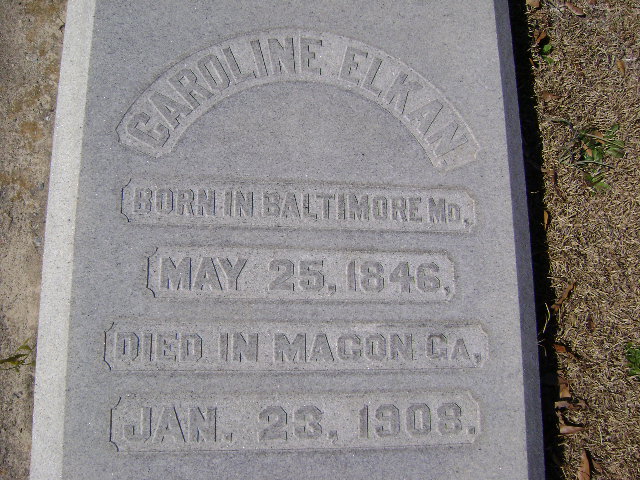 CAROLINE ELKAN
BORN IN BALTIMORE MD,
MAY 25, 1846,
DIED IN MACON GA,
JAN. 23, 1908.